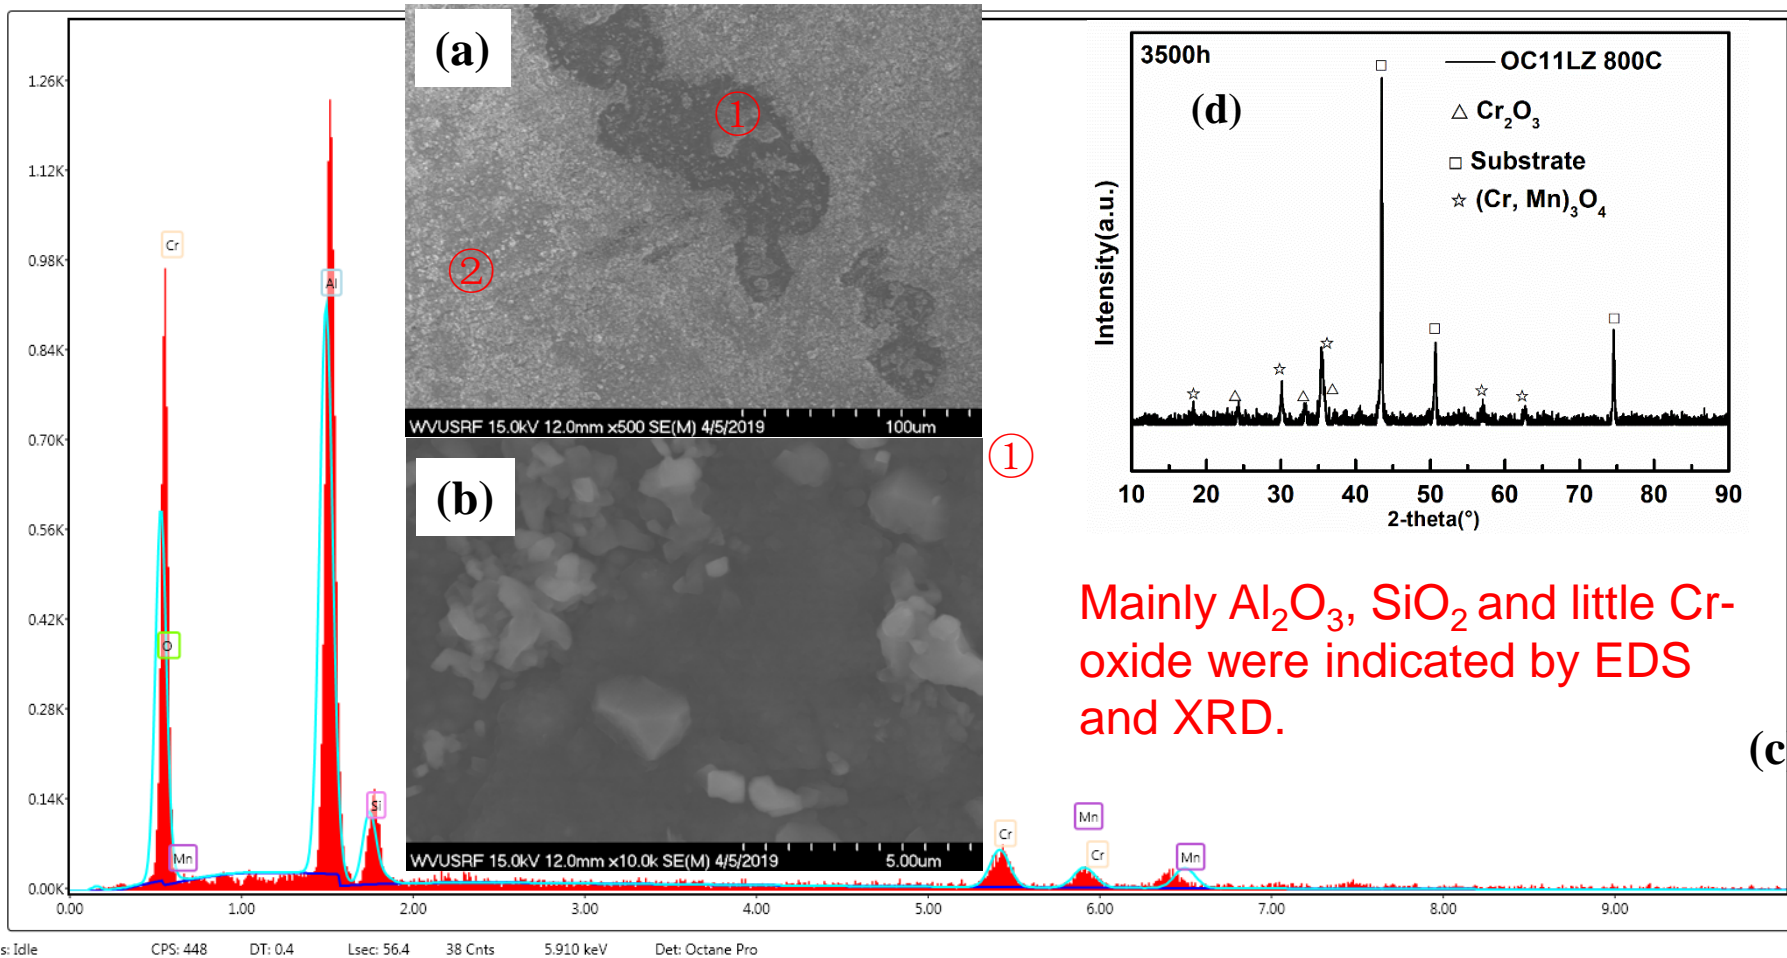 (a)
①
②
WVUSRF 15.0kV 12.0mm x500 SE(M) 4/5/2019 100um
(b)
WVUSRF 15.0kV 12.0mm x10.0k SE(M) 4/5/2019 5.00um
①
3500h
(d)
OC11LZ 800C
△ Cr₂O₃
□ Substrate
☆ (Cr, Mn)₃O₄
Intensity(a.u.)
10 20 30 40 50 60 70 80 90
2-theta(°)
Mainly Al₂O₃, SiO₂ and little Cr-
oxide were indicated by EDS
and XRD.
(c
1.26K
1.12K
0.98K
0.84K
0.70K
0.56K
0.42K
0.28K
0.14K
0.00K
Cr
O
Mn
Al
Si
Cr
Mn
Cr
Mn
0.00 1.00 2.00 3.00 4.00 5.00 6.00 7.00 8.00 9.00
s: Idle CPS: 448 DT: 0.4 Lsec: 56.4 38 Cnts 5.910 keV Det: Octane Pro